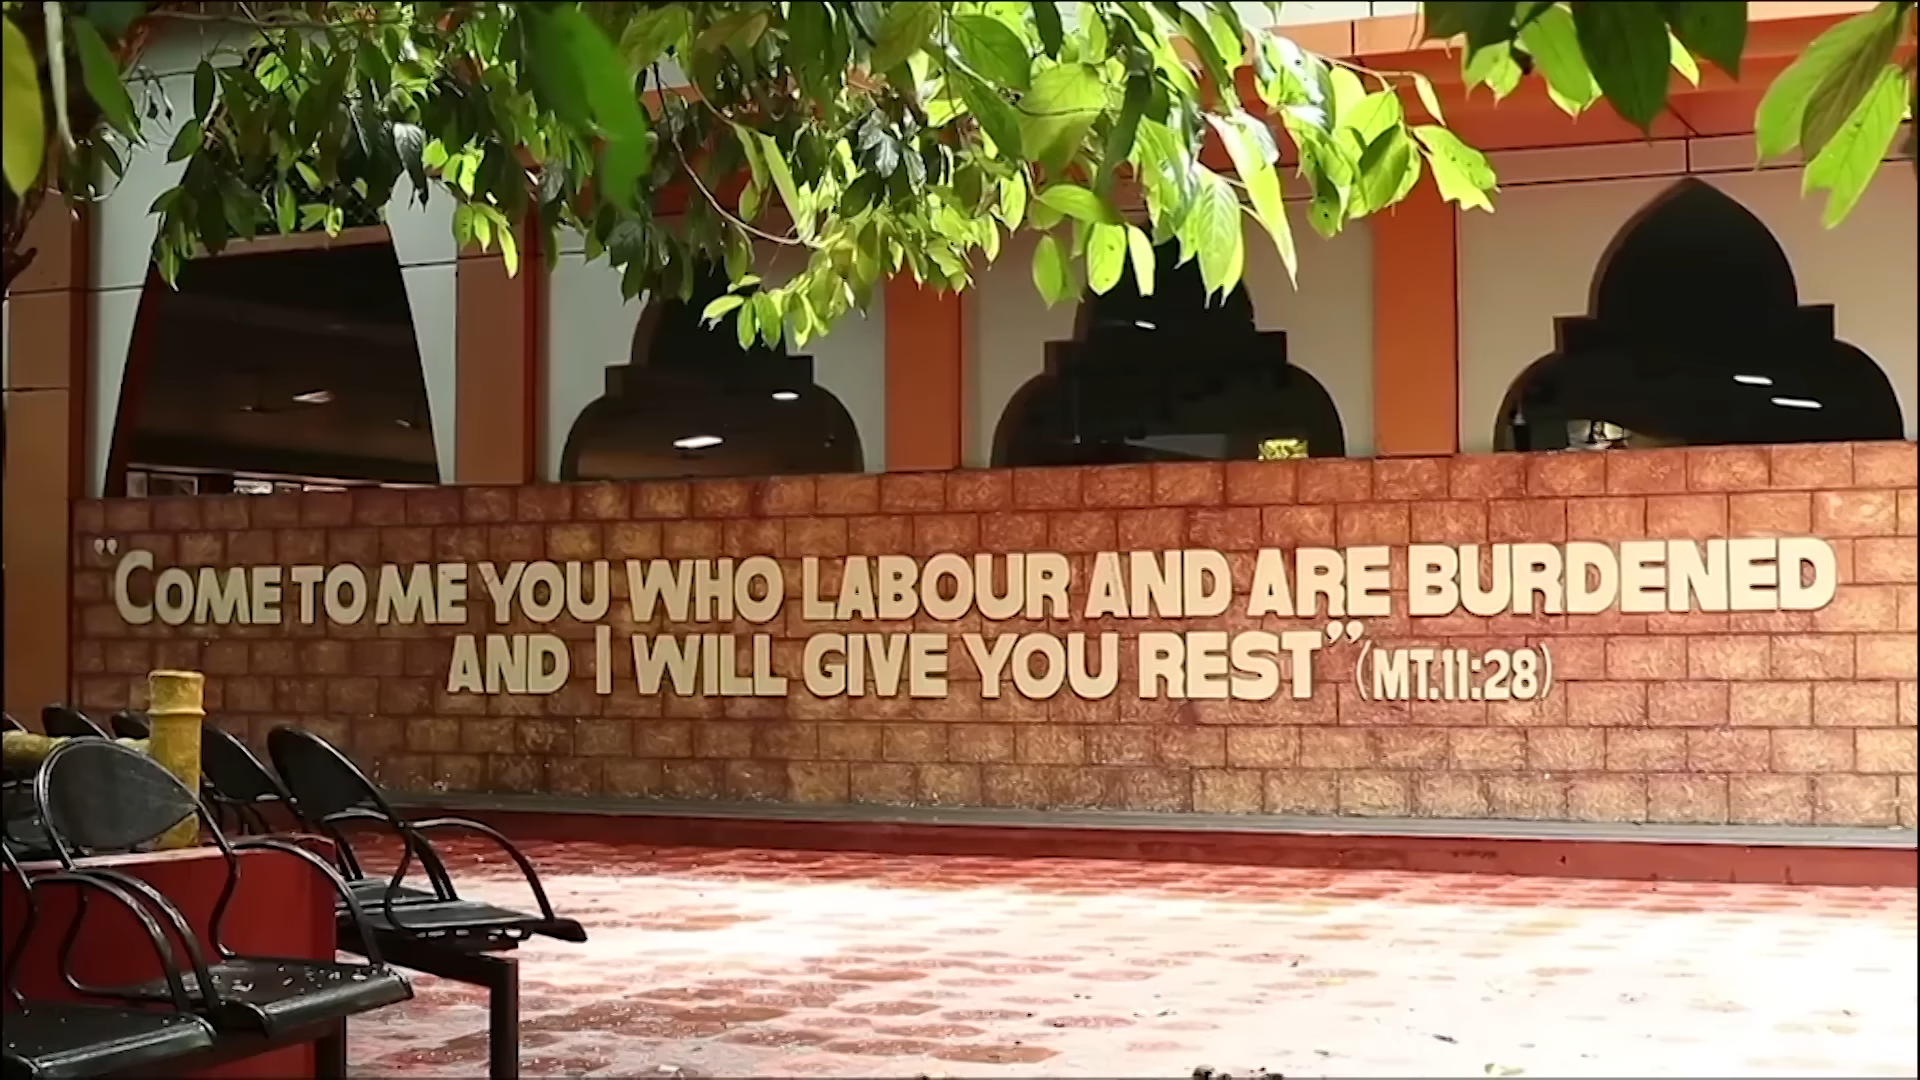 "COME TO ME YOU WHO LABOUR AND ARE BURDENED
AND I WILL GIVE YOU REST" (MT.11:28)